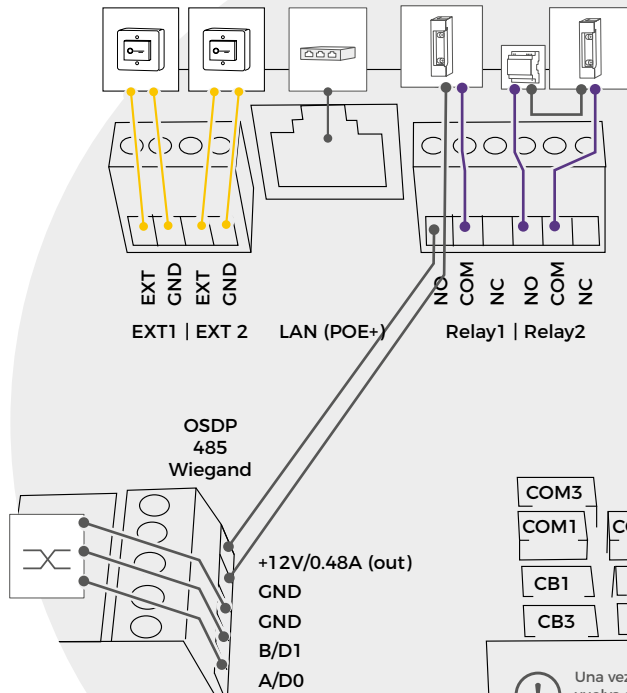 EXT
GND
EXT
GND
NO
COM
NC
NO
COM
NC
EXT1 | EXT 2
LAN (POE+)
Relay1 | Relay2
OSDP
485
Wiegand
+12V/0.48A (out)
GND
GND
B/D1
A/D0
COM3
COM1
CB1
CB3
Una vez